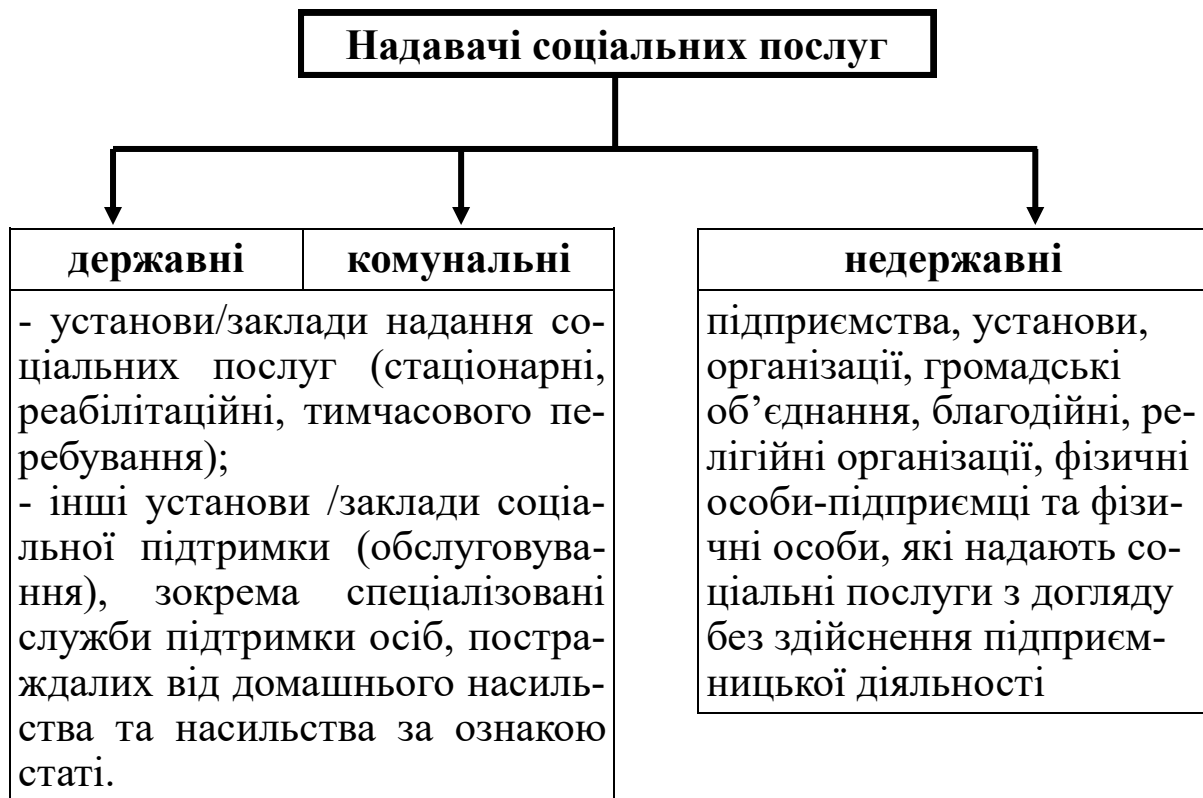 Надавачі соціальних послуг
державні
комунальні
- установи/заклади надання со-
ціальних послуг (стаціонарні,
реабілітаційні, тимчасового пе-
ребування);
- інші установи /заклади соціа-
льної підтримки (обслуговува-
ння), зокрема спеціалізовані
служби підтримки осіб, постра-
ждалих від домашнього насиль-
ства та насильства за ознакою
статі.
недержавні
підприємства, установи,
організації, громадські
об’єднання, благодійні, ре-
лігійні організації, фізичні
особи-підприємці та фізи-
чні особи, які надають со-
ціальні послуги з догляду
без здійснення підприєм-
ницької діяльності